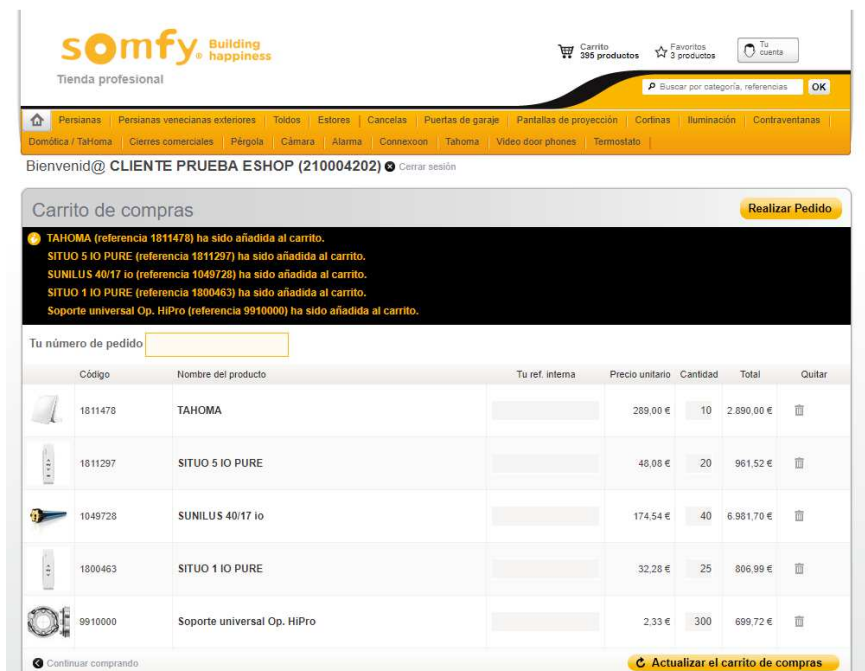 somfy® Building happiness
Tienda profesional
Carrito
395 productos
Favoritos
3 productos
Tu cuenta
Buscar por categoría, referencias OK
Persianas Persianas venecianas exteriores Toldos Estores Cancelas Puertas de garaje Pantallas de proyección Cortinas Iluminación Contraventanas
Domótica / TaHoma Cierres comerciales Pérgola Cámara Alarma Connexoon Tahoma Video door phones Termostato
Bienvenid@ CLIENTE PRUEBA ESHOP (210004202) Cerrar sesión
Carrito de compras Realizar Pedido
TAHOMA (referencia 1811478) ha sido añadida al carrito.
SITUO 5 IO PURE (referencia 1811297) ha sido añadida al carrito.
SUNILUS 40/17 io (referencia 1049728) ha sido añadida al carrito.
SITUO 1 IO PURE (referencia 1800463) ha sido añadida al carrito.
Soporte universal Op. HiPro (referencia 9910000) ha sido añadida al carrito.
Tu número de pedido
Código Nombre del producto Tu ref. interna Precio unitario Cantidad Total Quitar
1811478 TAHOMA 289,00 € 10 2.890,00 €
1811297 SITUO 5 IO PURE 48,08 € 20 961,52 €
1049728 SUNILUS 40/17 io 174,54 € 40 6.981,70 €
1800463 SITUO 1 IO PURE 32,28 € 25 806,99 €
9910000 Soporte universal Op. HiPro 2,33 € 300 699,72 €
Continuar comprando Actualizar el carrito de compras